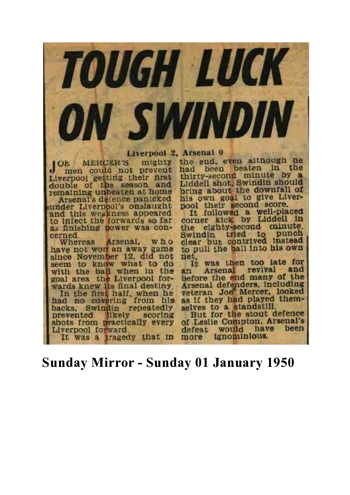 TOUGH LUCK
ON SWINDIN
Liverpool 2, Arsenal 0
JOE MERCER'S mighty
men could not prevent
Liverpool getting their first
double of the season and
remaining unbeaten at home
Arsenal's defence panicked
under Liverpool's onslaught
and this weakness appeared
to infect the forwards so far
as finishing power was con-
cerned.
Whereas Arsenal, who
have not won an away game
since November 12, did not
seem to know what to do
with the ball when in the
goal area the Liverpool for-
wards knew its final destiny.
In the first half, when he
had no covering from his
backs, Swindin repeatedly
prevented likely scoring
shots from practically every
Liverpool forward.
It was a tragedy that in
the end, even although he
had been beaten in the
thirty-second minute by a
Liddell shot, Swindin should
bring about the downfall of
his own goal to give Liver-
pool their second score.
It followed a well-placed
corner kick by Liddell in
the eighty-second minute.
Swindin tried to punch
clear but contrived instead
to pull the ball into his own
net.
It was then too late for
an Arsenal revival and
before the end many of the
Arsenal defenders, including
veteran Joe Mercer, looked
as if they had played them-
selves to a standstill.
But for the stout defence
of Leslie Compton, Arsenal's
defeat would have been
more ignominious.
Sunday Mirror - Sunday 01 January 1950